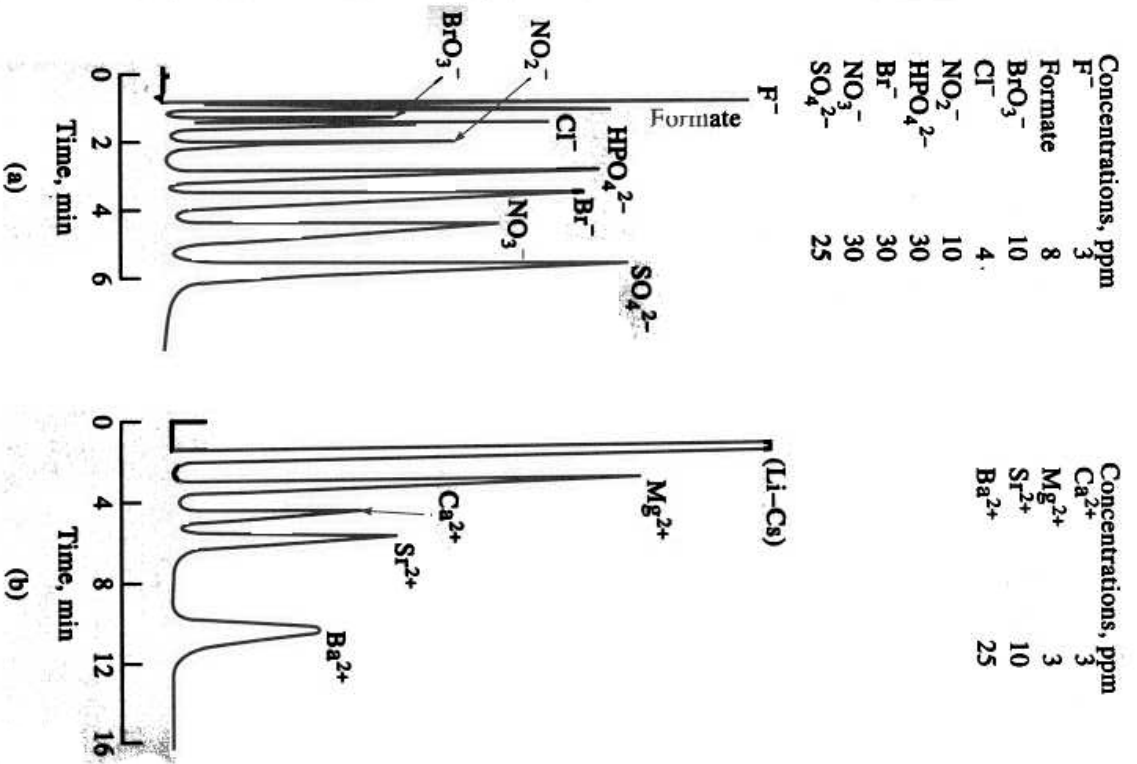 Concentrations, ppm
F⁻ 3
Formate 8
BrO₃⁻ 10
Cl⁻ 4
NO₂⁻ 10
HPO₄²⁻ 30
Br⁻ 30
NO₃⁻ 30
SO₄²⁻ 25
F⁻
Formate
BrO₃⁻
Cl⁻
NO₂⁻
HPO₄²⁻
Br⁻
NO₃⁻
SO₄²⁻
0 2 4 6
Time, min
(a)
Concentrations, ppm
Ca²⁺ 3
Mg²⁺ 3
Sr²⁺ 10
Ba²⁺ 25
(Li–Cs)
Mg²⁺
Ca²⁺
Sr²⁺
Ba²⁺
0 4 8 12 16
Time, min
(b)